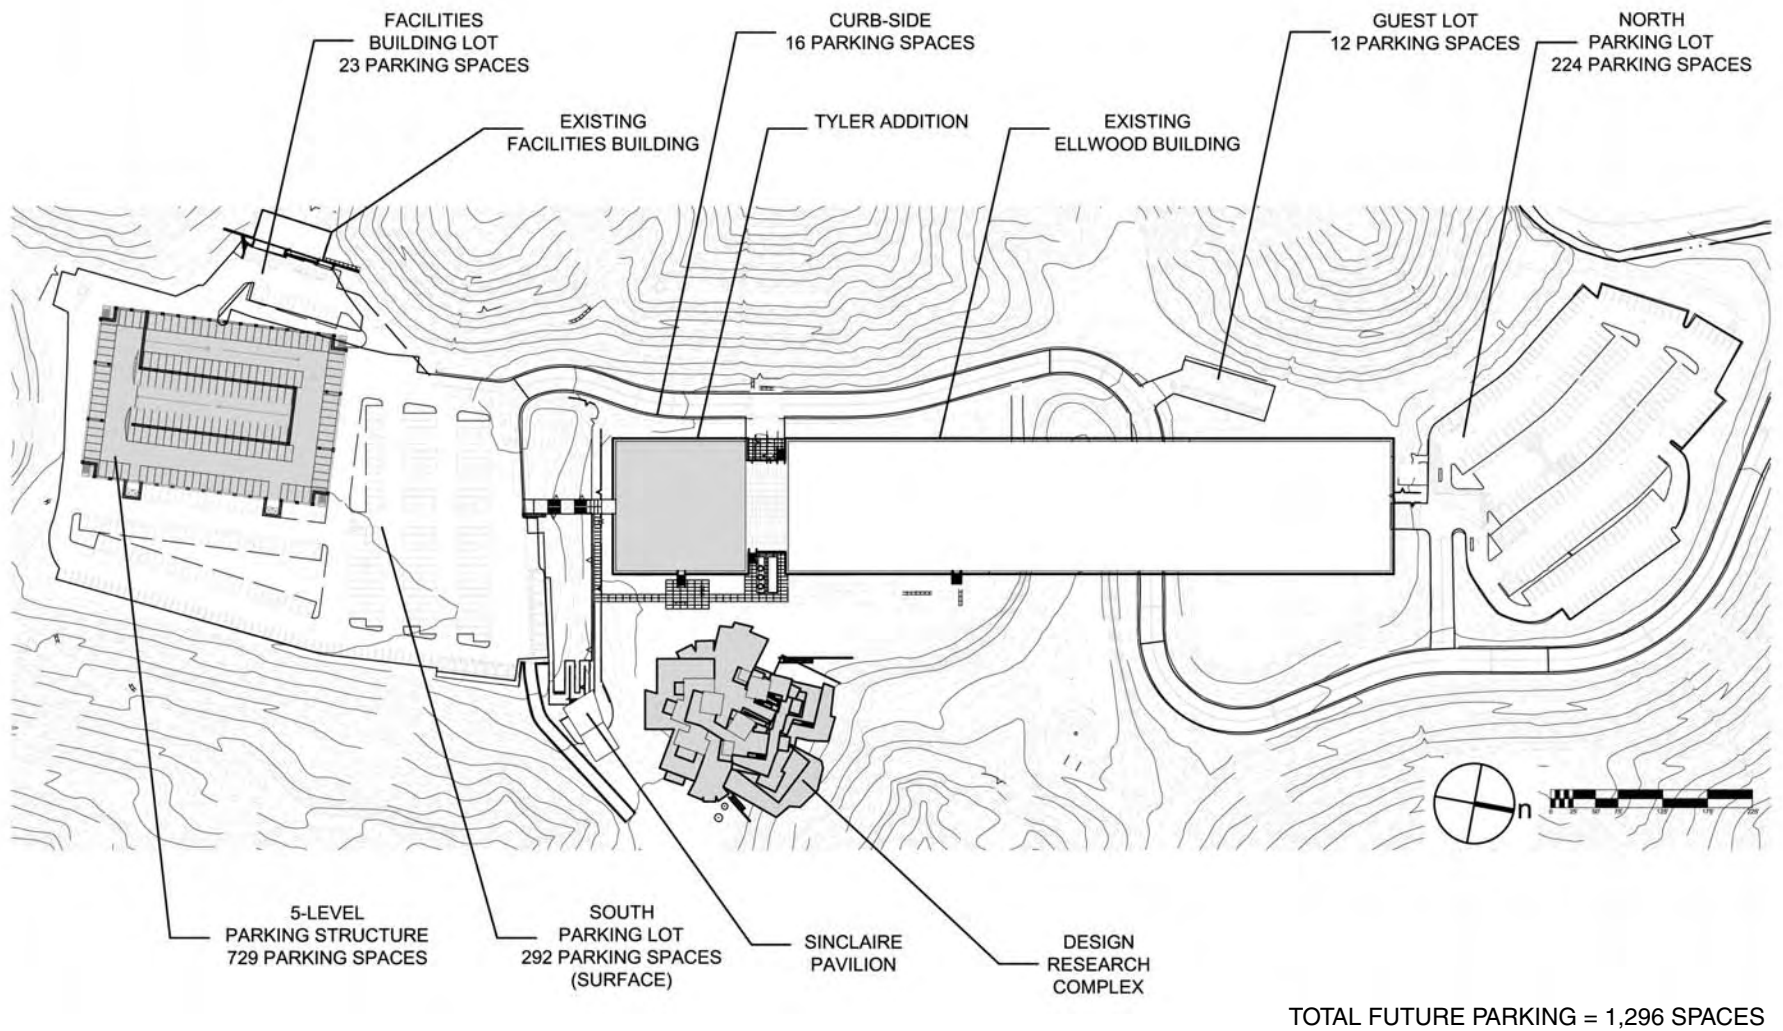 FACILITIES
BUILDING LOT
23 PARKING SPACES
CURB-SIDE
16 PARKING SPACES
GUEST LOT
12 PARKING SPACES
NORTH
PARKING LOT
224 PARKING SPACES
EXISTING
FACILITIES BUILDING
TYLER ADDITION
EXISTING
ELLWOOD BUILDING
n
5-LEVEL
PARKING STRUCTURE
729 PARKING SPACES
SOUTH
PARKING LOT
292 PARKING SPACES
(SURFACE)
SINCLAIRE
PAVILION
DESIGN
RESEARCH
COMPLEX
TOTAL FUTURE PARKING = 1,296 SPACES